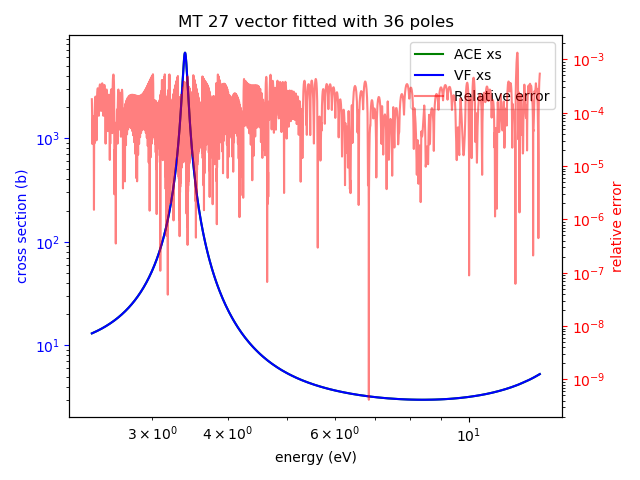 MT 27 vector fitted with 36 poles
ACE xs
VF xs
Relative error
10³
10²
10¹
cross section (b)
10⁻³
10⁻⁴
10⁻⁵
10⁻⁶
10⁻⁷
10⁻⁸
10⁻⁹
relative error
3 × 10⁰ 4 × 10⁰ 6 × 10⁰ 10¹
energy (eV)